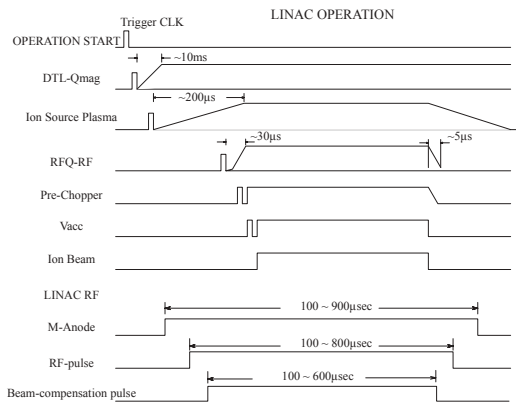 LINAC OPERATION
Trigger CLK
OPERATION START
~10ms
DTL-Qmag
~200μs
Ion Source Plasma
~30μs
~5μs
RFQ-RF
Pre-Chopper
Vacc
Ion Beam
LINAC RF
100 ~ 900μsec
M-Anode
100 ~ 800μsec
RF-pulse
100 ~ 600μsec
Beam-compensation pulse